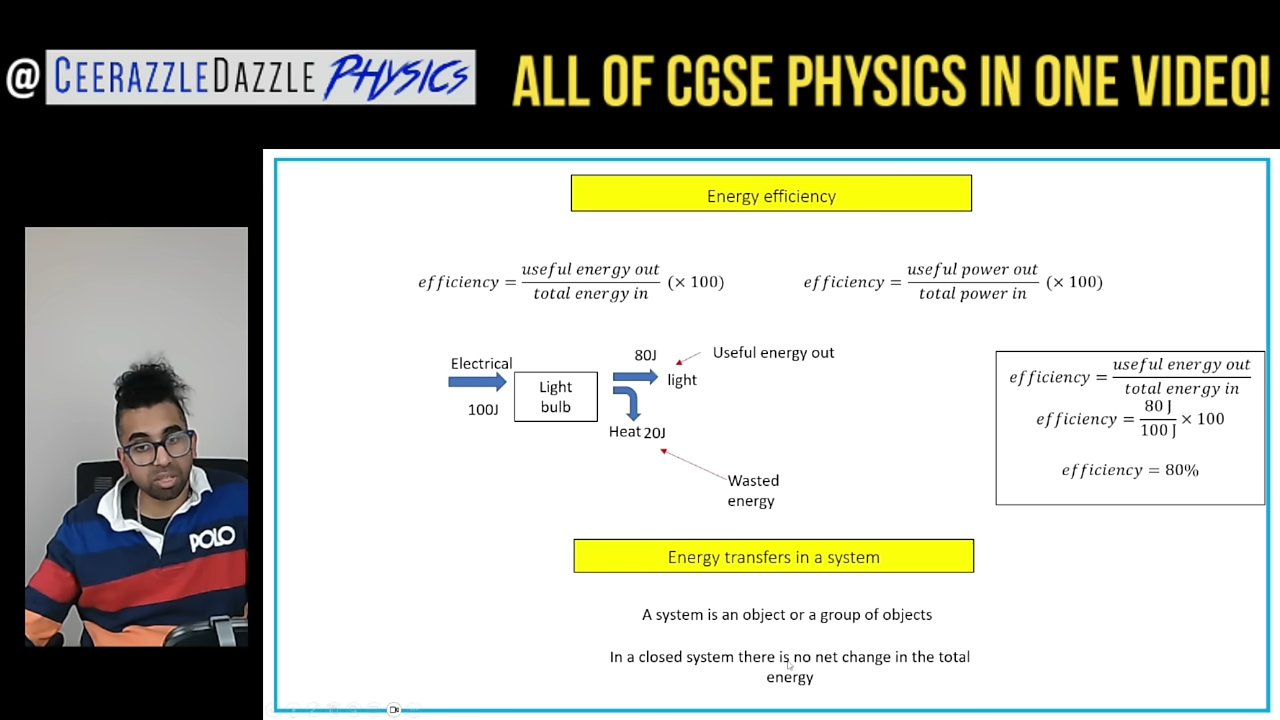 @ CEERAZZLEDAZZLE PHYSICS
ALL OF CGSE PHYSICS IN ONE VIDEO!
Energy efficiency
efficiency = useful energy out / total energy in (× 100)
efficiency = useful power out / total power in (× 100)
Electrical
100J
Light
bulb
80J
light
Useful energy out
Heat 20J
Wasted
energy
efficiency = useful energy out / total energy in
efficiency = 80 J / 100 J × 100
efficiency = 80%
POLO
Energy transfers in a system
A system is an object or a group of objects
In a closed system there is no net change in the total
energy